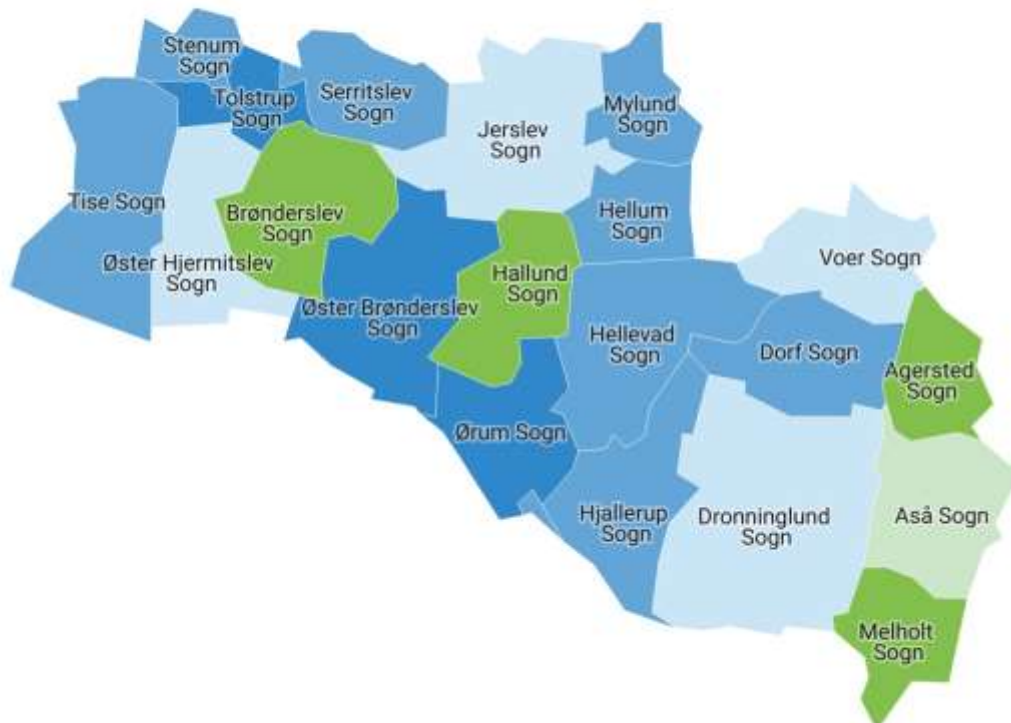 Stenum
Sogn
Tolstrup
Sogn
Serritslev
Sogn
Jerslev
Sogn
Mylund
Sogn
Tise Sogn
Brønderslev
Sogn
Hellum
Sogn
Øster Hjermitslev
Sogn
Voer Sogn
Hallund
Sogn
Øster Brønderslev
Sogn
Hellevad
Sogn
Dorf Sogn
Agersted
Sogn
Ørum Sogn
Hjallerup
Sogn
Dronninglund
Sogn
Aså Sogn
Melholt
Sogn